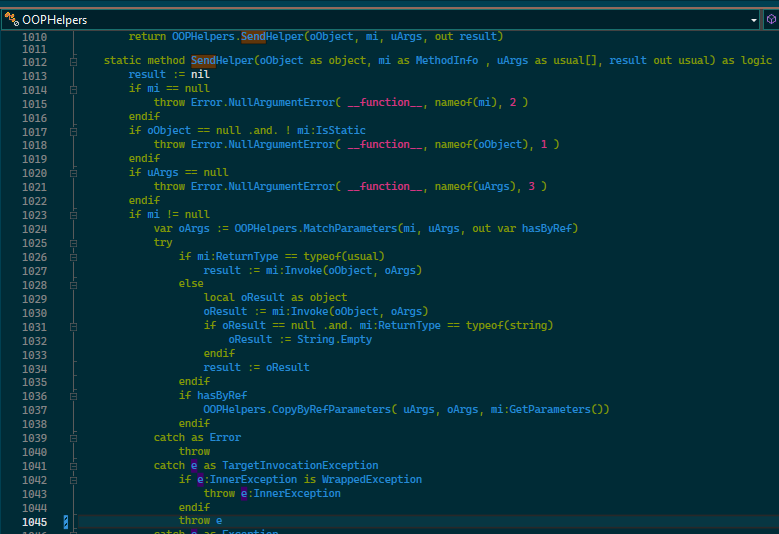 OOPHelpers
1010 return OOPHelpers.SendHelper(oObject, mi, uArgs, out result)
1011
1012 static method SendHelper(oObject as object, mi as MethodInfo , uArgs as usual[], result out usual) as logic
1013 result := nil
1014 if mi == null
1015 throw Error.NullArgumentError( __function__, nameof(mi), 2 )
1016 endif
1017 if oObject == null .and. ! mi:IsStatic
1018 throw Error.NullArgumentError( __function__, nameof(oObject), 1 )
1019 endif
1020 if uArgs == null
1021 throw Error.NullArgumentError( __function__, nameof(uArgs), 3 )
1022 endif
1023 if mi != null
1024 var oArgs := OOPHelpers.MatchParameters(mi, uArgs, out var hasByRef)
1025 try
1026 if mi:ReturnType == typeof(usual)
1027 result := mi:Invoke(oObject, oArgs)
1028 else
1029 local oResult as object
1030 oResult := mi:Invoke(oObject, oArgs)
1031 if oResult == null .and. mi:ReturnType == typeof(string)
1032 oResult := String.Empty
1033 endif
1034 result := oResult
1035 endif
1036 if hasByRef
1037 OOPHelpers.CopyByRefParameters( uArgs, oArgs, mi:GetParameters())
1038 endif
1039 catch as Error
1040 throw
1041 catch e as TargetInvocationException
1042 if e:InnerException is WrappedException
1043 throw e:InnerException
1044 endif
1045 throw e
catch e as Exception